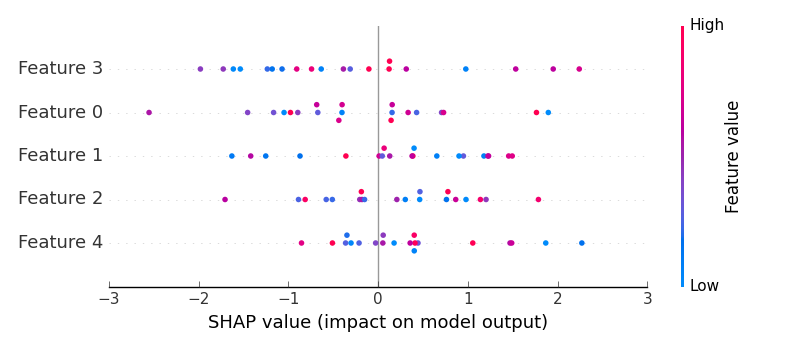 High
Feature 3
Feature 0
Feature 1
Feature 2
Feature 4
Feature value
Low
−3 −2 −1 0 1 2 3
SHAP value (impact on model output)